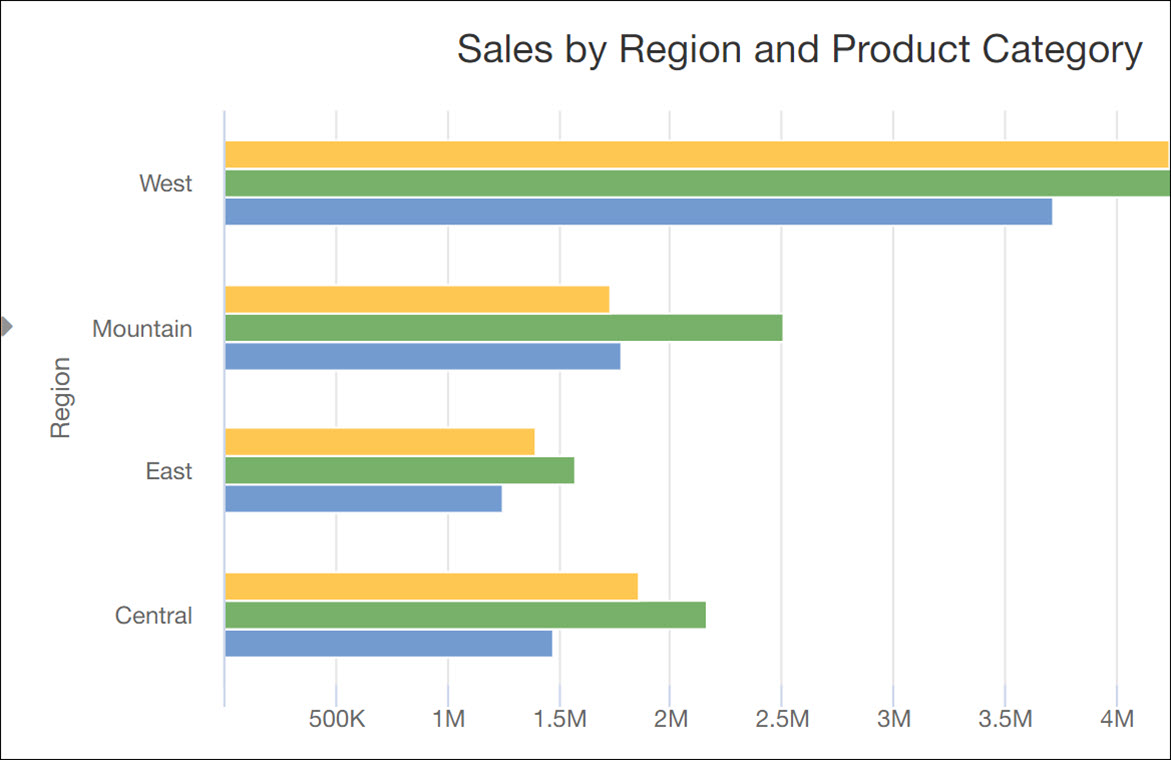 Sales by Region and Product Category
West
Mountain
Region
East
Central
500K 1M 1.5M 2M 2.5M 3M 3.5M 4M